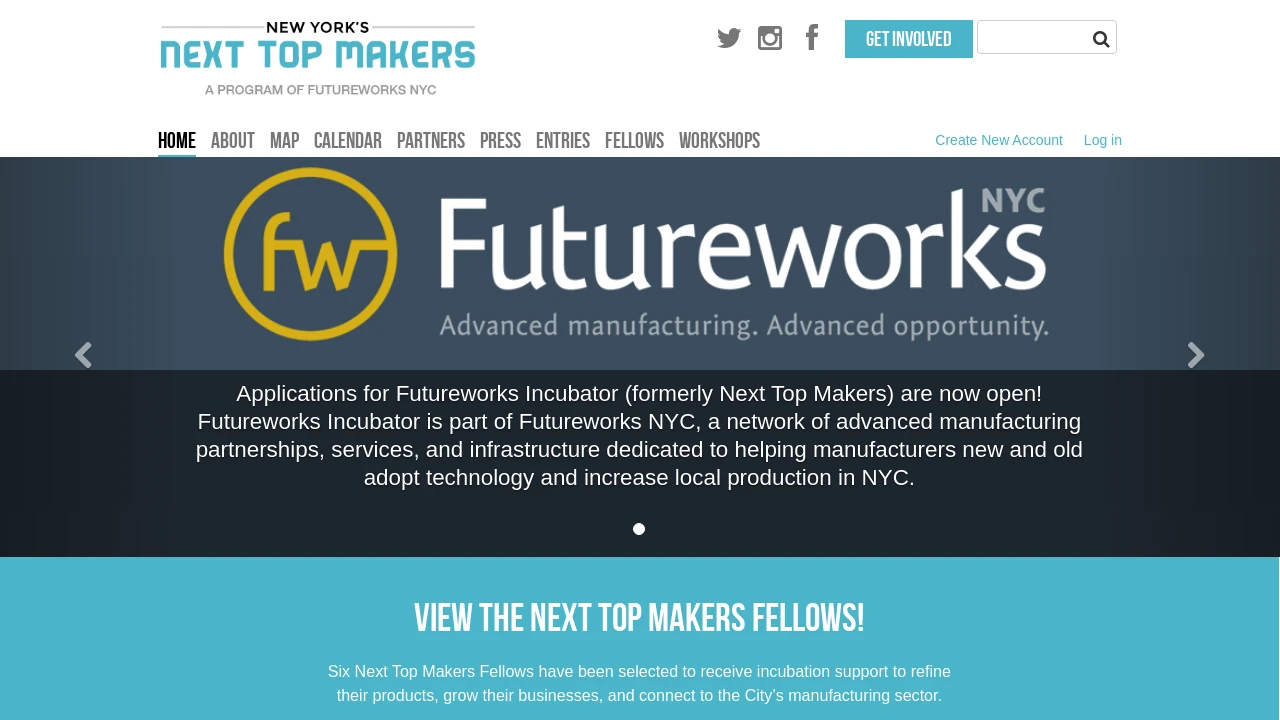 NEW YORK'S
NEXT TOP MAKERS
A PROGRAM OF FUTUREWORKS NYC
GET INVOLVED
HOME ABOUT MAP CALENDAR PARTNERS PRESS ENTRIES FELLOWS WORKSHOPS
Create New Account Log in
fw
Futureworks NYC
Advanced manufacturing. Advanced opportunity.
Applications for Futureworks Incubator (formerly Next Top Makers) are now open!
Futureworks Incubator is part of Futureworks NYC, a network of advanced manufacturing
partnerships, services, and infrastructure dedicated to helping manufacturers new and old
adopt technology and increase local production in NYC.
VIEW THE NEXT TOP MAKERS FELLOWS!
Six Next Top Makers Fellows have been selected to receive incubation support to refine
their products, grow their businesses, and connect to the City’s manufacturing sector.